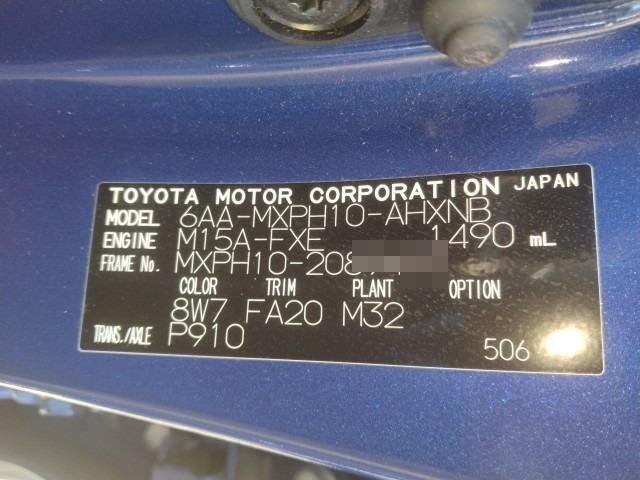 TOYOTA MOTOR CORPORATION JAPAN
MODEL 6AA-MXPH10-AHXNB
ENGINE M15A-FXE 1490 mL
FRAME No. MXPH10-208
COLOR TRIM PLANT OPTION
8W7 FA20 M32
TRANS./AXLE P910
506